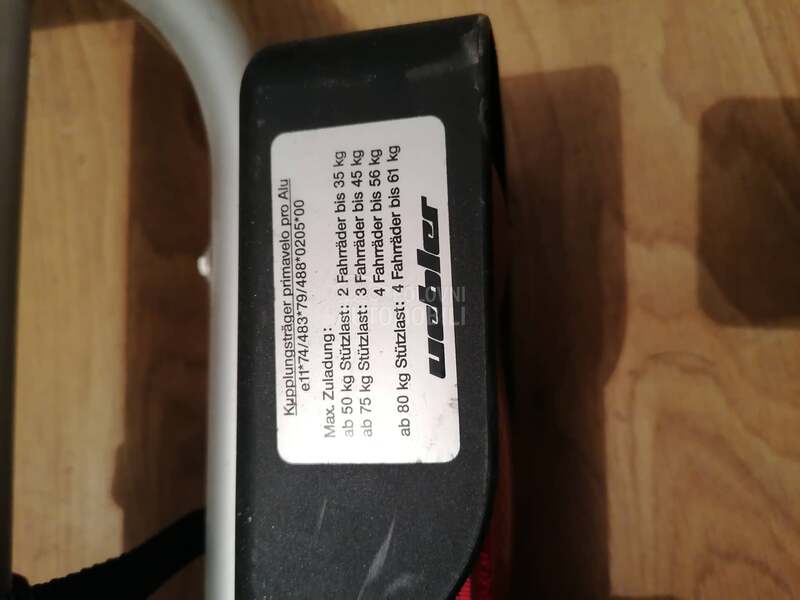 Kupplungsträger primavelo pro Alu
e11*74/483*79/488*0205*00
Max. Zuladung:
ab 50 kg Stützlast: 2 Fahrräder bis 35 kg
ab 75 kg Stützlast: 3 Fahrräder bis 45 kg
4 Fahrräder bis 56 kg
ab 80 kg Stützlast: 4 Fahrräder bis 61 kg
uebler